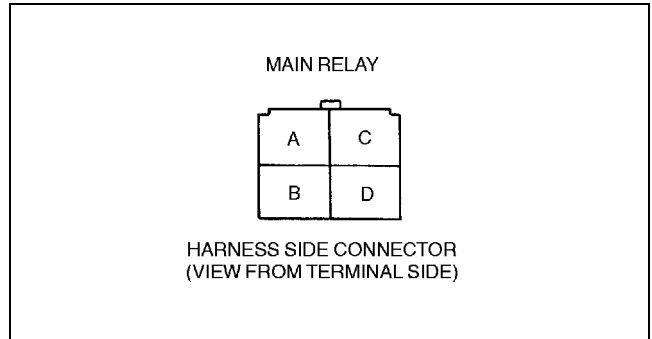 MAIN RELAY
A C
B D
HARNESS SIDE CONNECTOR
(VIEW FROM TERMINAL SIDE)